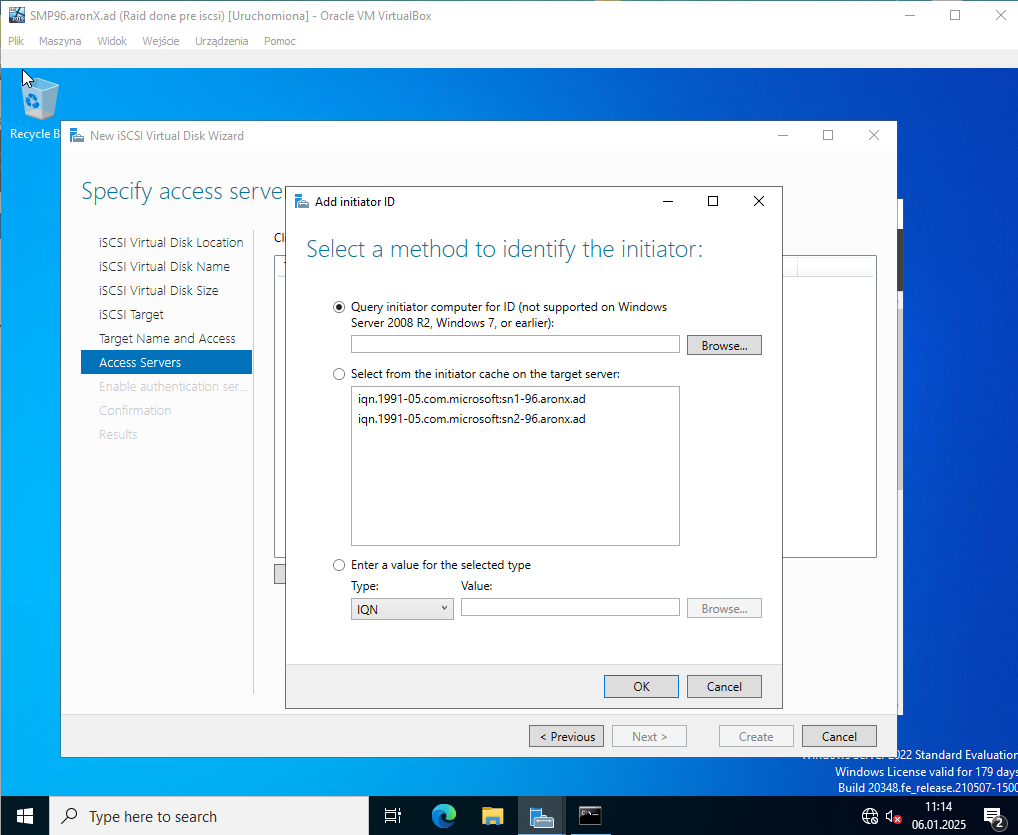 SMP96.aronX.ad (Raid done pre iscsi) [Uruchomiona] - Oracle VM VirtualBox
Plik Maszyna Widok Wejście Urządzenia Pomoc
Recycle B
New iSCSI Virtual Disk Wizard
Specify access serve
Add initiator ID
Select a method to identify the initiator:
iSCSI Virtual Disk Location
iSCSI Virtual Disk Name
iSCSI Virtual Disk Size
iSCSI Target
Target Name and Access
Access Servers
Enable authentication ser...
Confirmation
Results
Query initiator computer for ID (not supported on Windows
Server 2008 R2, Windows 7, or earlier):
Browse...
Select from the initiator cache on the target server:
iqn.1991-05.com.microsoft:sn1-96.aronx.ad
iqn.1991-05.com.microsoft:sn2-96.aronx.ad
Enter a value for the selected type
Type: Value:
IQN Browse...
OK Cancel
< Previous Next > Create Cancel
Windows Server 2022 Standard Evaluation
Windows License valid for 179 days
Build 20348.fe_release.210507-1500
Type here to search
11:14
06.01.2025
2